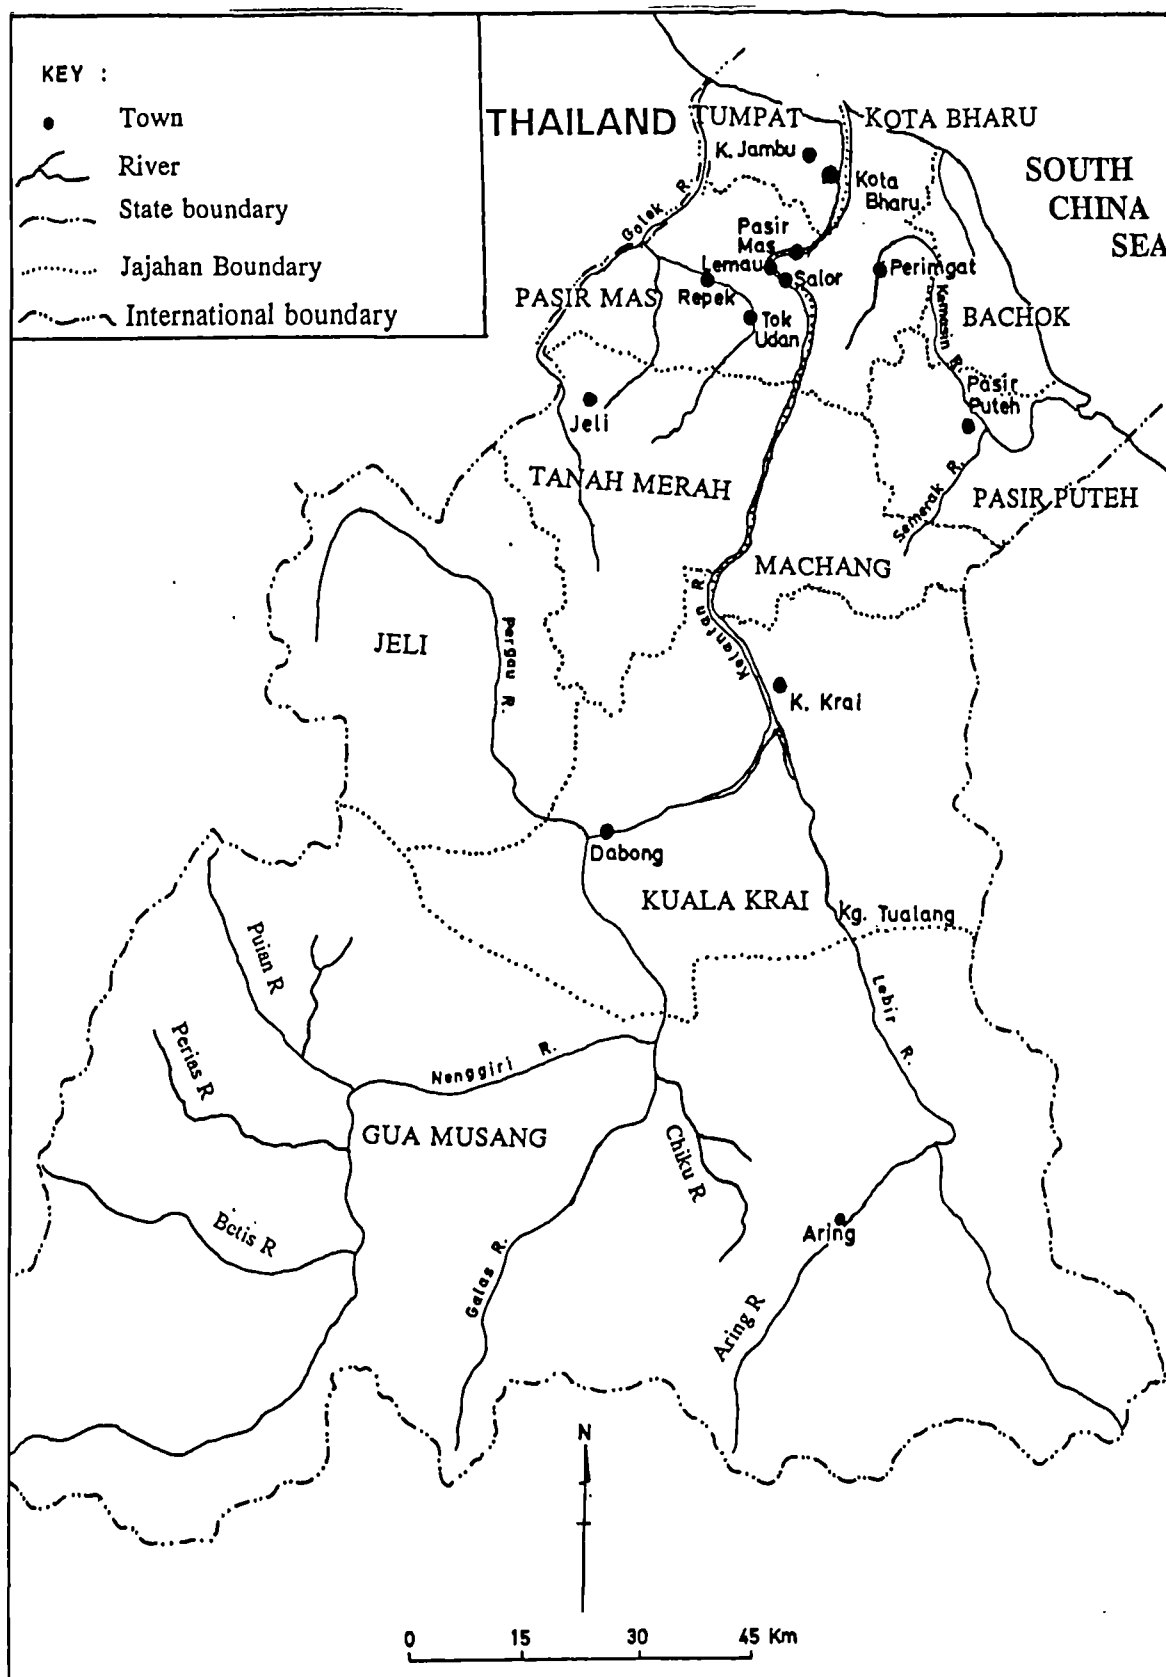 KEY :
Town
River
State boundary
Jajahan Boundary
International boundary
THAILAND
TUMPAT
KOTA BHARU
K. Jambu
Kota
Bharu
SOUTH
CHINA
SEA
Golok R.
Pasir
Mas
Lemau
Salor
Perimgat
PASIR MAS
Repek
Tok
Udan
Kemasin R.
BACHOK
Pasir
Puteh
Jeli
TANAH MERAH
Semerak R.
PASIR PUTEH
MACHANG
Kelantan R.
JELI
Pergau R.
K. Krai
Dabong
KUALA KRAI
Kg. Tualang
Puian R
Lebir R.
Perias R
Nenggiri R.
GUA MUSANG
Chiku R
Betis R
Galas R.
Aring
Aring R
N
0 15 30 45 Km